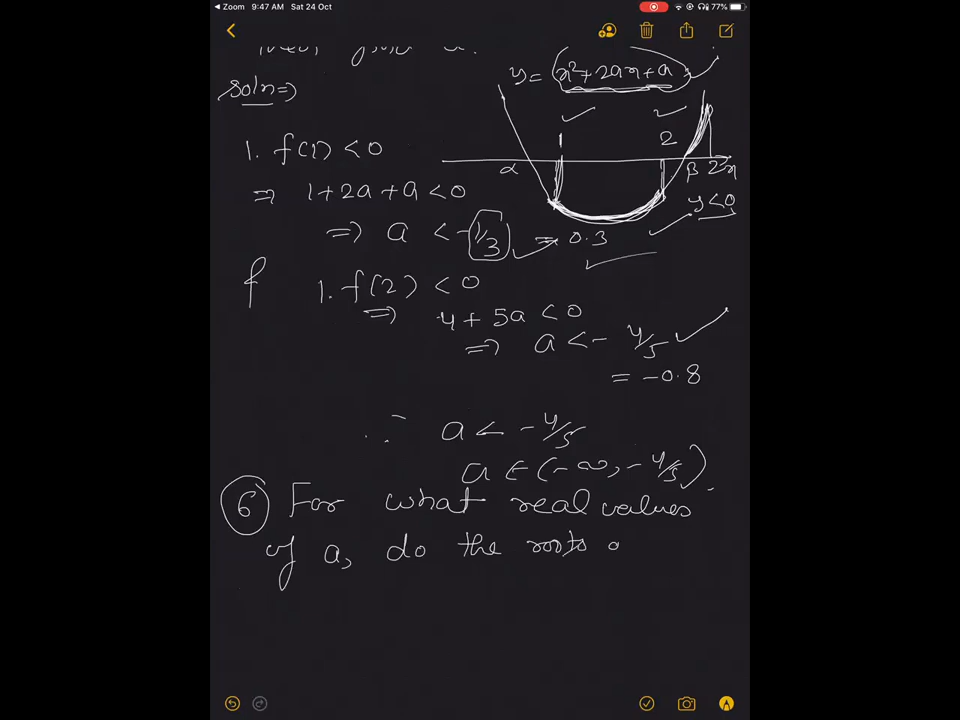 Zoom 9:47 AM Sat 24 Oct 77%
y = (x²+2ax+a)
soln⇒
1 2
1. f(1) < 0
α β 2 x
⇒ 1+2a+a < 0
y < 0
⇒ a < -1/3 = 0.3
f 1. f(2) < 0
⇒ 4 + 5a < 0
⇒ a < - 4/5
= -0.8
∴ a < - 4/5
a ∈ (-∞, -4/5)
6 For what real values
of a, do the roots o